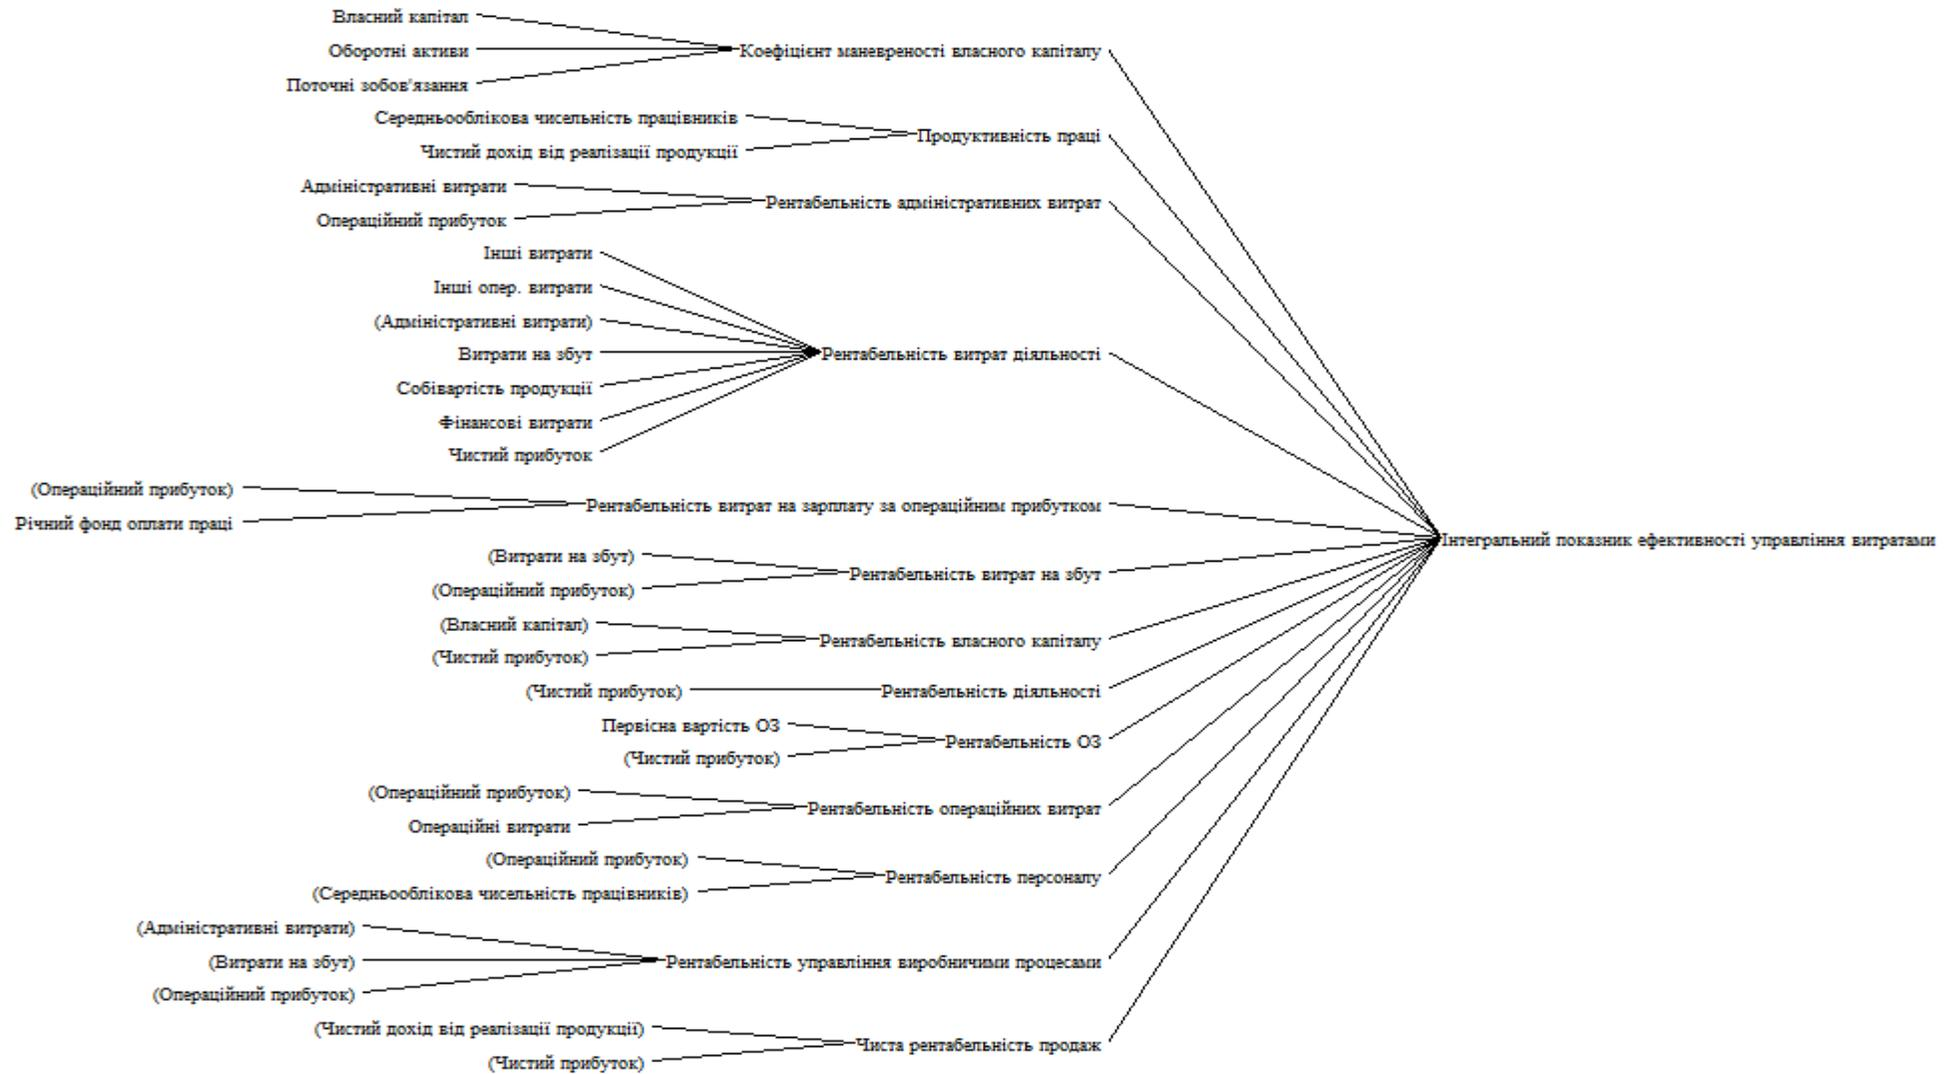 Власний капітал
Оборотні активи
Коефіцієнт маневреності власного капіталу
Поточні зобов'язання
Середньооблікова чисельність працівників
Продуктивність праці
Чистий дохід від реалізації продукції
Адміністративні витрати
Рентабельність адміністративних витрат
Операційний прибуток
Інші витрати
Інші опер. витрати
(Адміністративні витрати)
Витрати на збут
Рентабельність витрат діяльності
Собівартість продукції
Фінансові витрати
Чистий прибуток
(Операційний прибуток)
Рентабельність витрат на зарплату за операційним прибутком
Річний фонд оплати праці
Інтегральний показник ефективності управління витратами
(Витрати на збут)
Рентабельність витрат на збут
(Операційний прибуток)
(Власний капітал)
Рентабельність власного капіталу
(Чистий прибуток)
(Чистий прибуток)
Рентабельність діяльності
Первісна вартість ОЗ
Рентабельність ОЗ
(Чистий прибуток)
(Операційний прибуток)
Рентабельність операційних витрат
Операційні витрати
(Операційний прибуток)
Рентабельність персоналу
(Середньооблікова чисельність працівників)
(Адміністративні витрати)
(Витрати на збут)
Рентабельність управління виробничими процесами
(Операційний прибуток)
(Чистий дохід від реалізації продукції)
Чиста рентабельність продаж
(Чистий прибуток)